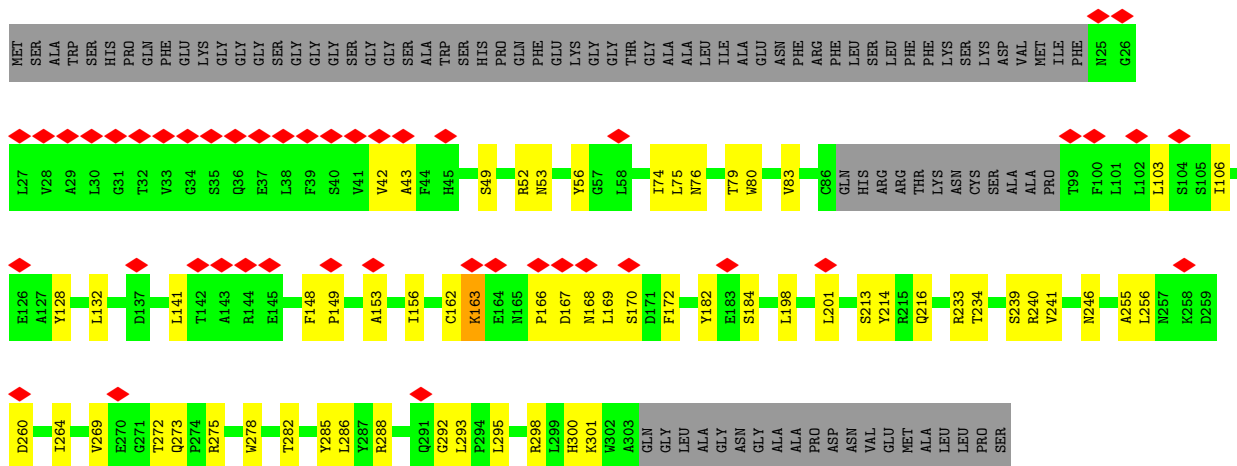 MET SER ALA TRP SER HIS PRO GLN PHE GLU LYS GLY GLY GLY SER GLY GLY GLY SER GLY GLY SER ALA TRP SER HIS PRO GLN PHE GLU LYS GLY GLY THR GLY ALA ALA LEU ILE ALA GLU ASN PHE ARG PHE LEU SER LEU PHE PHE LYS SER LYS ASP VAL MET ILE PHE N25 G26
L27 V28 A29 L30 G31 T32 V33 G34 S35 Q36 E37 L38 F39 S40 V41 V42 A43 F44 H45 S49 R52 N53 Y56 G57 L58 I74 L75 N76 T79 W80 V83 C86 GLN HIS ARG ARG THR LYS ASN CYS SER ALA ALA PRO T99 F100 L101 L102 L103 S104 S105 I106
E126 A127 Y128 L132 D137 L141 T142 A143 R144 E145 F148 P149 A153 I156 C162 K163 E164 N165 P166 D167 N168 L169 S170 D171 F172 Y182 E183 S184 L198 L201 S213 Y214 R215 Q216 R233 T234 S239 R240 V241 N246 A255 L256 N257 K258 D259
D260 I264 V269 E270 G271 T272 Q273 P274 R275 W278 T282 Y285 L286 Y287 R288 Q291 G292 L293 P294 L295 R298 L299 H300 K301 W302 A303 GLN GLY LEU ALA GLY ASN GLY ALA ALA PRO ASP ASN VAL GLU MET ALA LEU LEU PRO SER